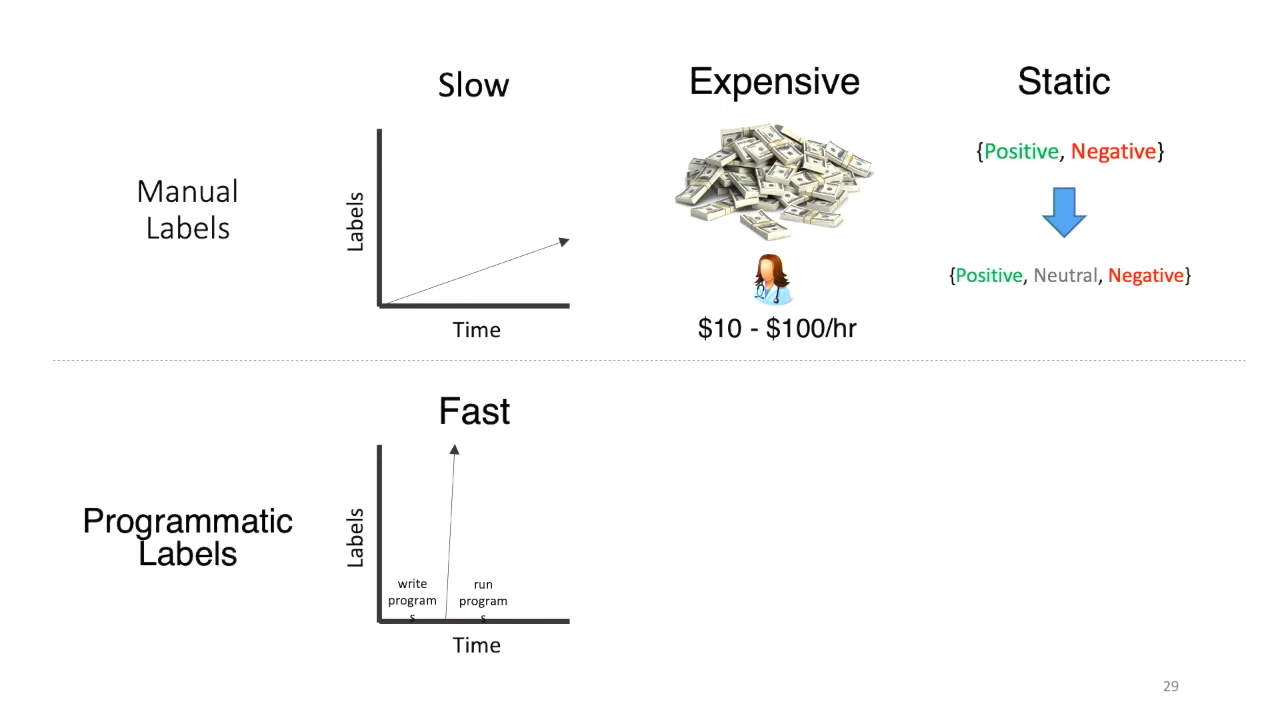 Slow
Expensive
Static
Manual
Labels
Labels
Time
$10 - $100/hr
{Positive, Negative}
{Positive, Neutral, Negative}
Fast
Programmatic
Labels
Labels
write
program
s
run
program
s
Time
29